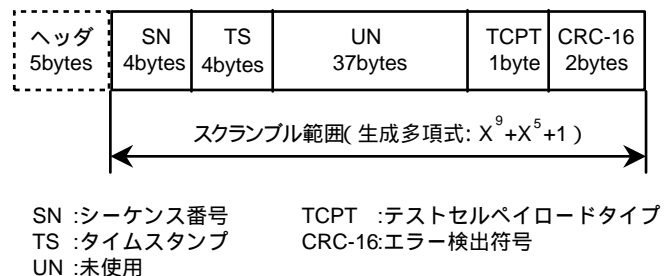 ヘッダ SN TS UN TCPT CRC-16
5bytes 4bytes 4bytes 37bytes 1byte 2bytes
スクランブル範囲( 生成多項式: X⁹+X⁵+1 )
SN :シーケンス番号 TCPT :テストセルペイロードタイプ
TS :タイムスタンプ CRC-16:エラー検出符号
UN :未使用